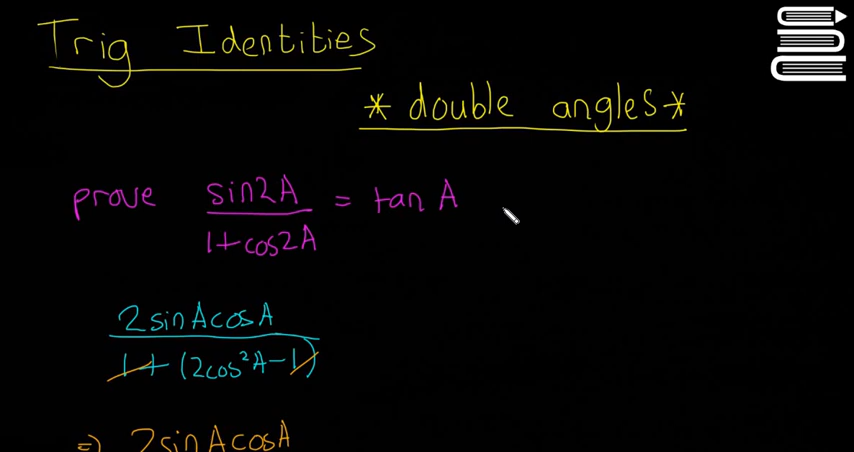 Trig Identities
* double angles *
prove sin2A / 1+cos2A = tan A
2sinAcosA / 1+(2cos²A-1)
⇒ 2sinAcosA